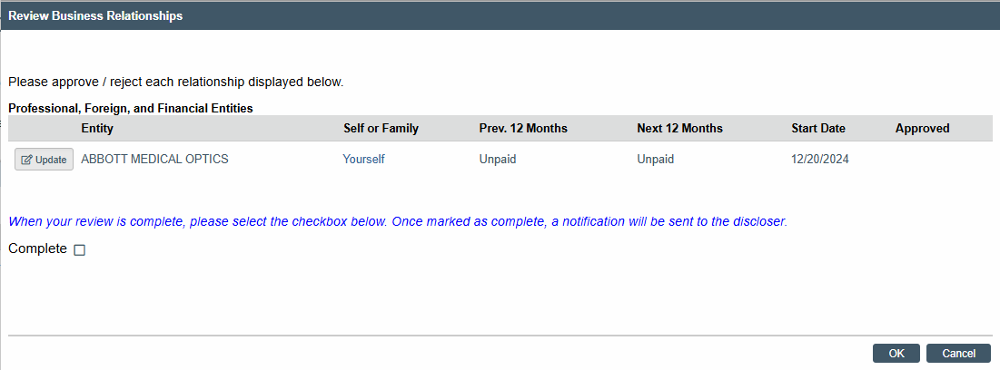 Review Business Relationships
Please approve / reject each relationship displayed below.
Professional, Foreign, and Financial Entities
Entity Self or Family Prev. 12 Months Next 12 Months Start Date Approved
Update ABBOTT MEDICAL OPTICS Yourself Unpaid Unpaid 12/20/2024
When your review is complete, please select the checkbox below. Once marked as complete, a notification will be sent to the discloser.
Complete
OK Cancel